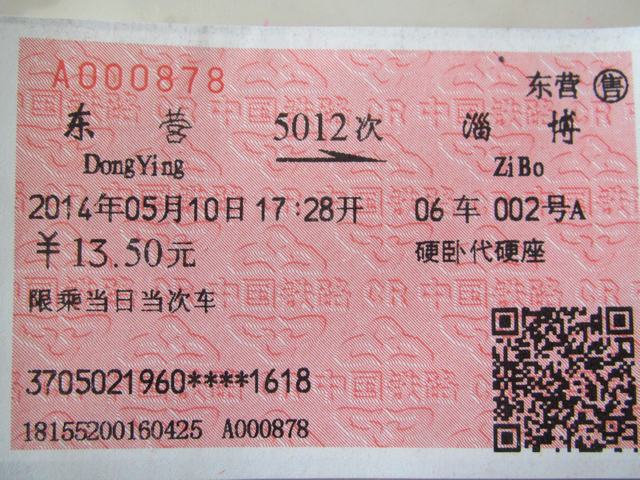 A000878
东营 售
东营 5012次 淄博
DongYing ZiBo
2014年05月10日17:28开 06车002号A
￥13.50元 硬卧代硬座
限乘当日当次车
3705021960****1618
18155200160425 A000878